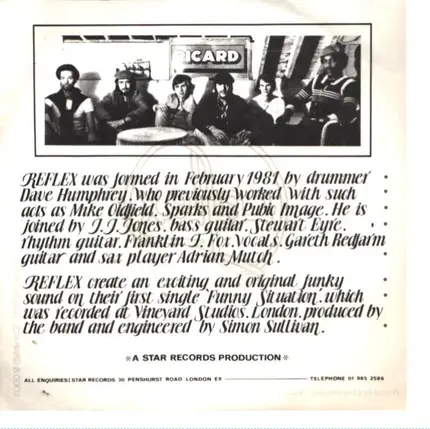 RICARD
REFLEX was formed in February 1981 by drummer
Dave Humphrey, who previously worked with such
acts as Mike Oldfield, Sparks and Public Image. He is
joined by J.J. Jones, bass guitar, Stewart Eyre,
rhythm guitar, Franklin J. Fox, vocals, Gareth Redfarm
guitar and sax player Adrian Mutch.
REFLEX create an exciting and original funky
sound on their first single 'Funny Situation', which
was recorded at Vineyard Studios, London, produced by
the band and engineered by Simon Sullivan.
*A STAR RECORDS PRODUCTION*
ALL ENQUIRIES: STAR RECORDS 30 PENSHURST ROAD LONDON E9 TELEPHONE 01 985 2586